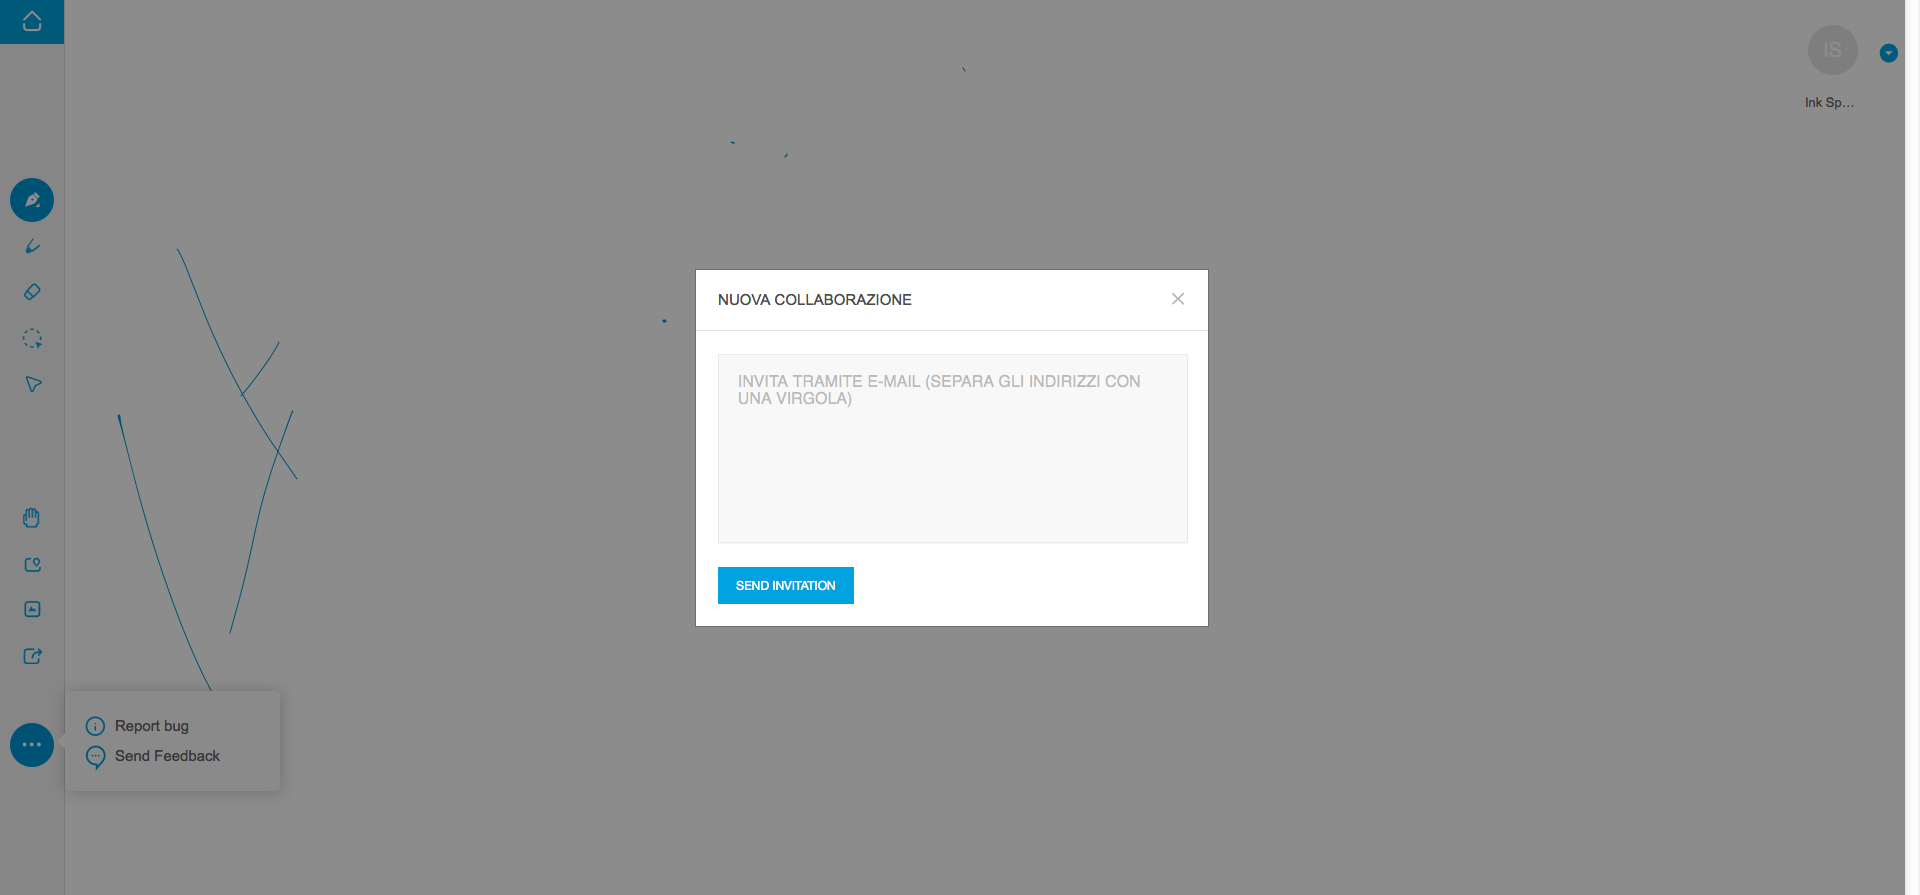 IS
Ink Sp...
NUOVA COLLABORAZIONE
INVITA TRAMITE E-MAIL (SEPARA GLI INDIRIZZI CON
UNA VIRGOLA)
SEND INVITATION
Report bug
Send Feedback